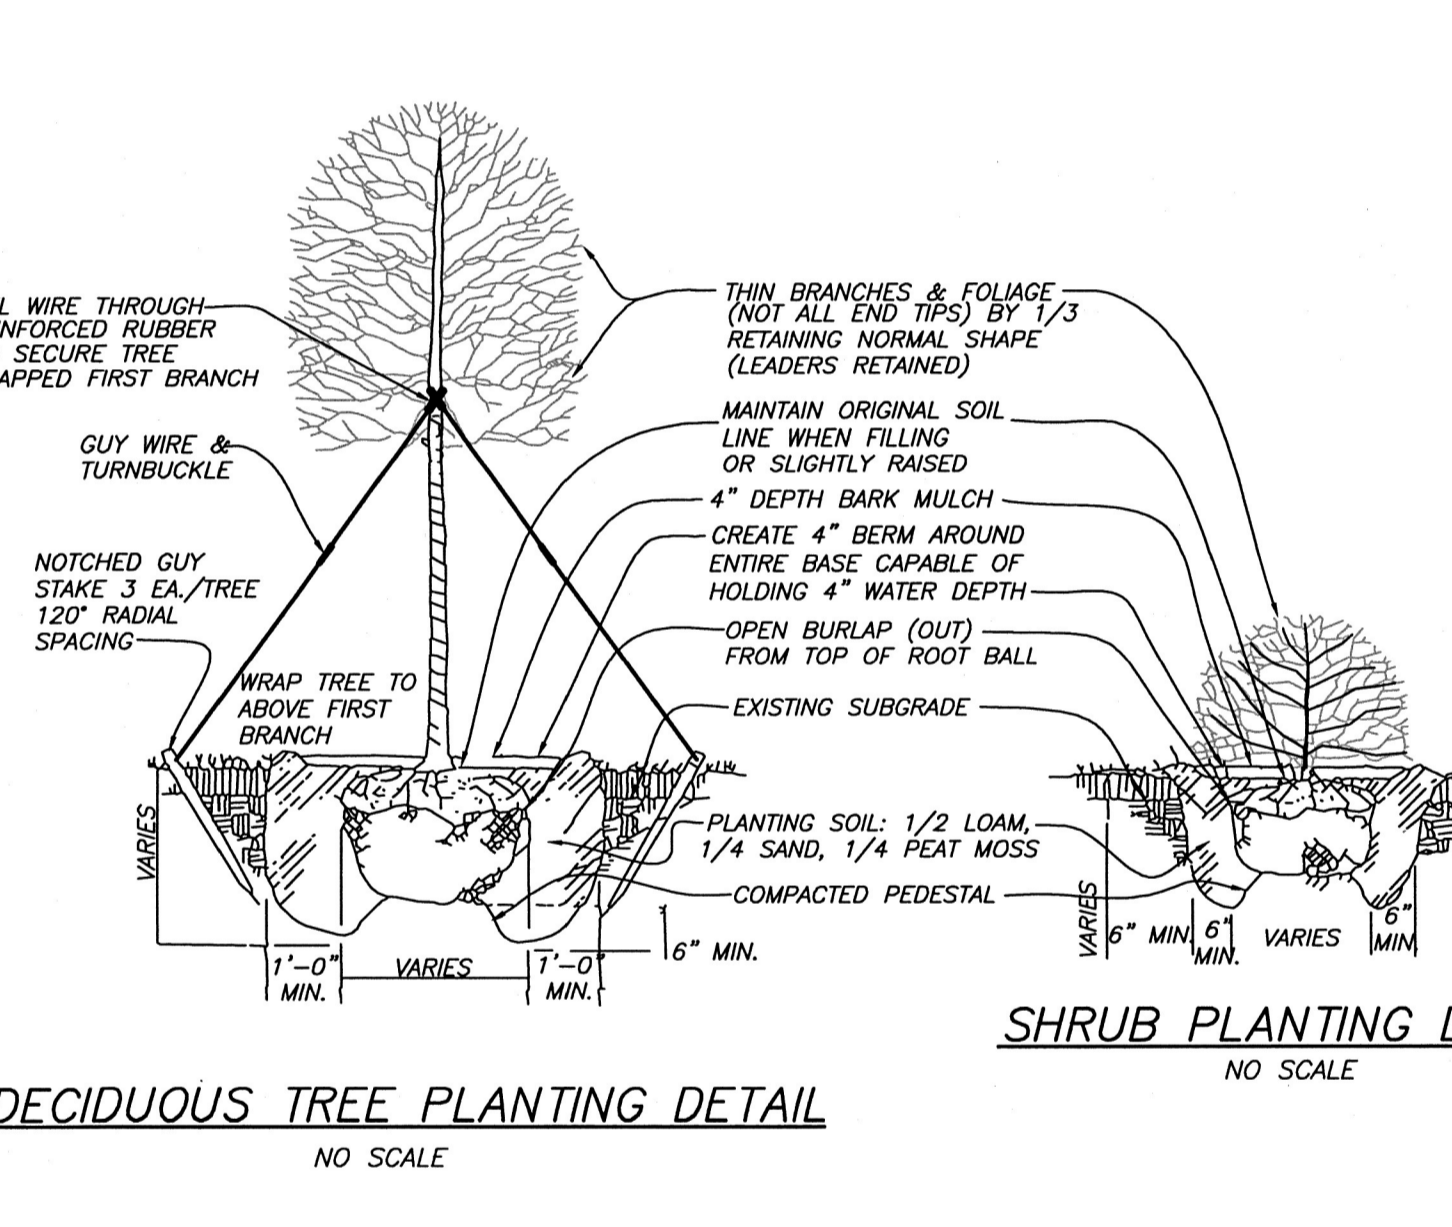 L WIRE THROUGH
NFORCED RUBBER
SECURE TREE
APPED FIRST BRANCH
GUY WIRE &
TURNBUCKLE
NOTCHED GUY
STAKE 3 EA./TREE
120° RADIAL
SPACING
WRAP TREE TO
ABOVE FIRST
BRANCH
THIN BRANCHES & FOLIAGE
(NOT ALL END TIPS) BY 1/3
RETAINING NORMAL SHAPE
(LEADERS RETAINED)
MAINTAIN ORIGINAL SOIL
LINE WHEN FILLING
OR SLIGHTLY RAISED
4" DEPTH BARK MULCH
CREATE 4" BERM AROUND
ENTIRE BASE CAPABLE OF
HOLDING 4" WATER DEPTH
OPEN BURLAP (OUT)
FROM TOP OF ROOT BALL
EXISTING SUBGRADE
PLANTING SOIL: 1/2 LOAM,
1/4 SAND, 1/4 PEAT MOSS
COMPACTED PEDESTAL
VARIES
1'-0"
MIN.
VARIES
1'-0"
MIN.
6" MIN.
VARIES
6" MIN.
6"
MIN.
VARIES
6"
MIN.
DECIDUOUS TREE PLANTING DETAIL
NO SCALE
SHRUB PLANTING D
NO SCALE